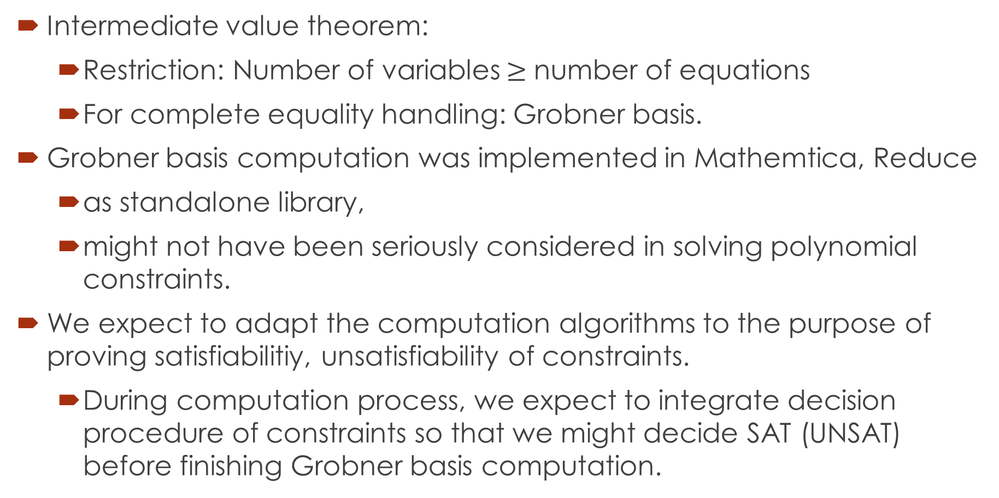 Intermediate value theorem:
Restriction: Number of variables ≥ number of equations
For complete equality handling: Grobner basis.
Grobner basis computation was implemented in Mathemtica, Reduce
as standalone library,
might not have been seriously considered in solving polynomial
constraints.
We expect to adapt the computation algorithms to the purpose of
proving satisfiabilitiy, unsatisfiability of constraints.
During computation process, we expect to integrate decision
procedure of constraints so that we might decide SAT (UNSAT)
before finishing Grobner basis computation.